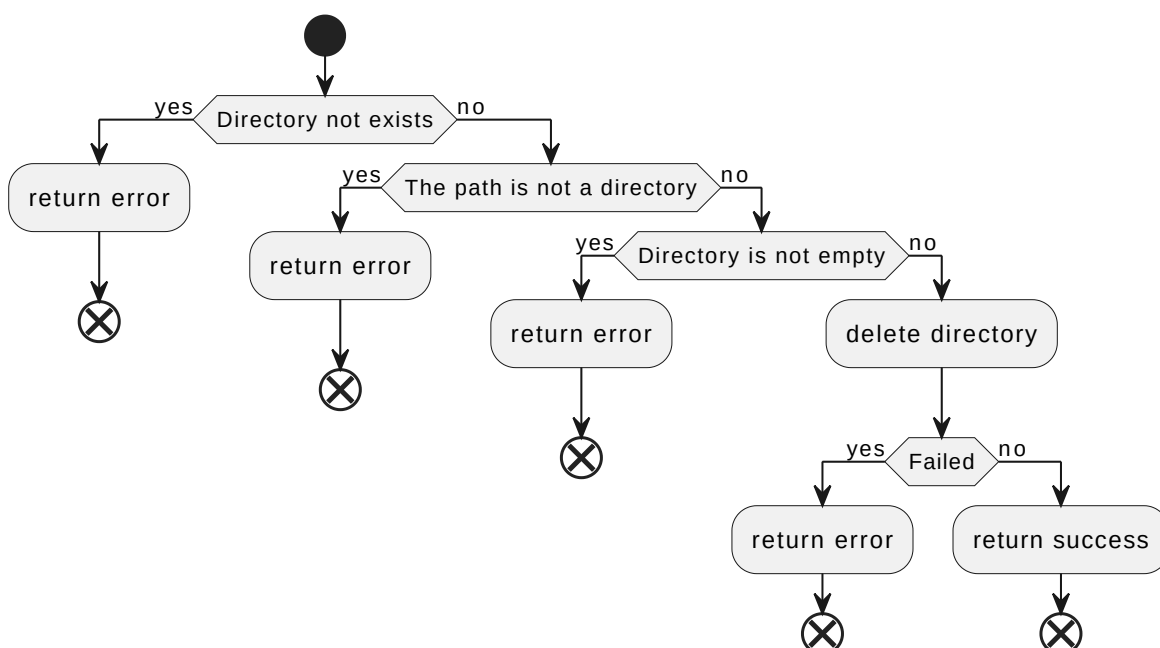 yes
Directory not exists
no
return error
yes
The path is not a directory
no
return error
yes
Directory is not empty
no
return error
delete directory
yes
Failed
no
return error
return success